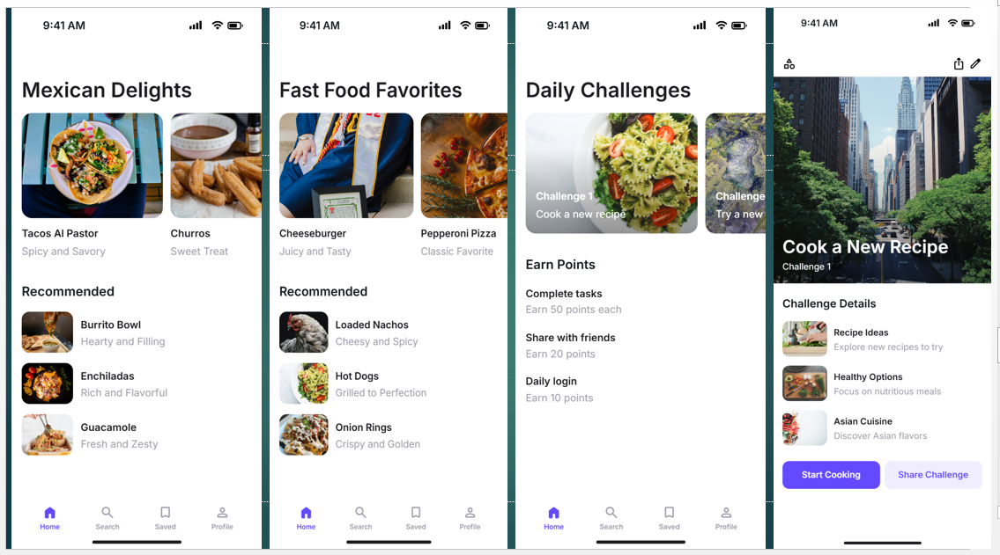 9:41 AM
Mexican Delights
Tacos Al Pastor
Spicy and Savory
Churros
Sweet Treat
Recommended
Burrito Bowl
Hearty and Filling
Enchiladas
Rich and Flavorful
Guacamole
Fresh and Zesty
Home
Search
Saved
Profile
9:41 AM
Fast Food Favorites
Cheeseburger
Juicy and Tasty
Pepperoni Pizza
Classic Favorite
Recommended
Loaded Nachos
Cheesy and Spicy
Hot Dogs
Grilled to Perfection
Onion Rings
Crispy and Golden
Home
Search
Saved
Profile
9:41 AM
Daily Challenges
Challenge 1
Cook a new recipe
Challenge
Try a new
Earn Points
Complete tasks
Earn 50 points each
Share with friends
Earn 20 points
Daily login
Earn 10 points
Home
Search
Saved
Profile
9:41 AM
Cook a New Recipe
Challenge 1
Challenge Details
Recipe Ideas
Explore new recipes to try
Healthy Options
Focus on nutritious meals
Asian Cuisine
Discover Asian flavors
Start Cooking
Share Challenge